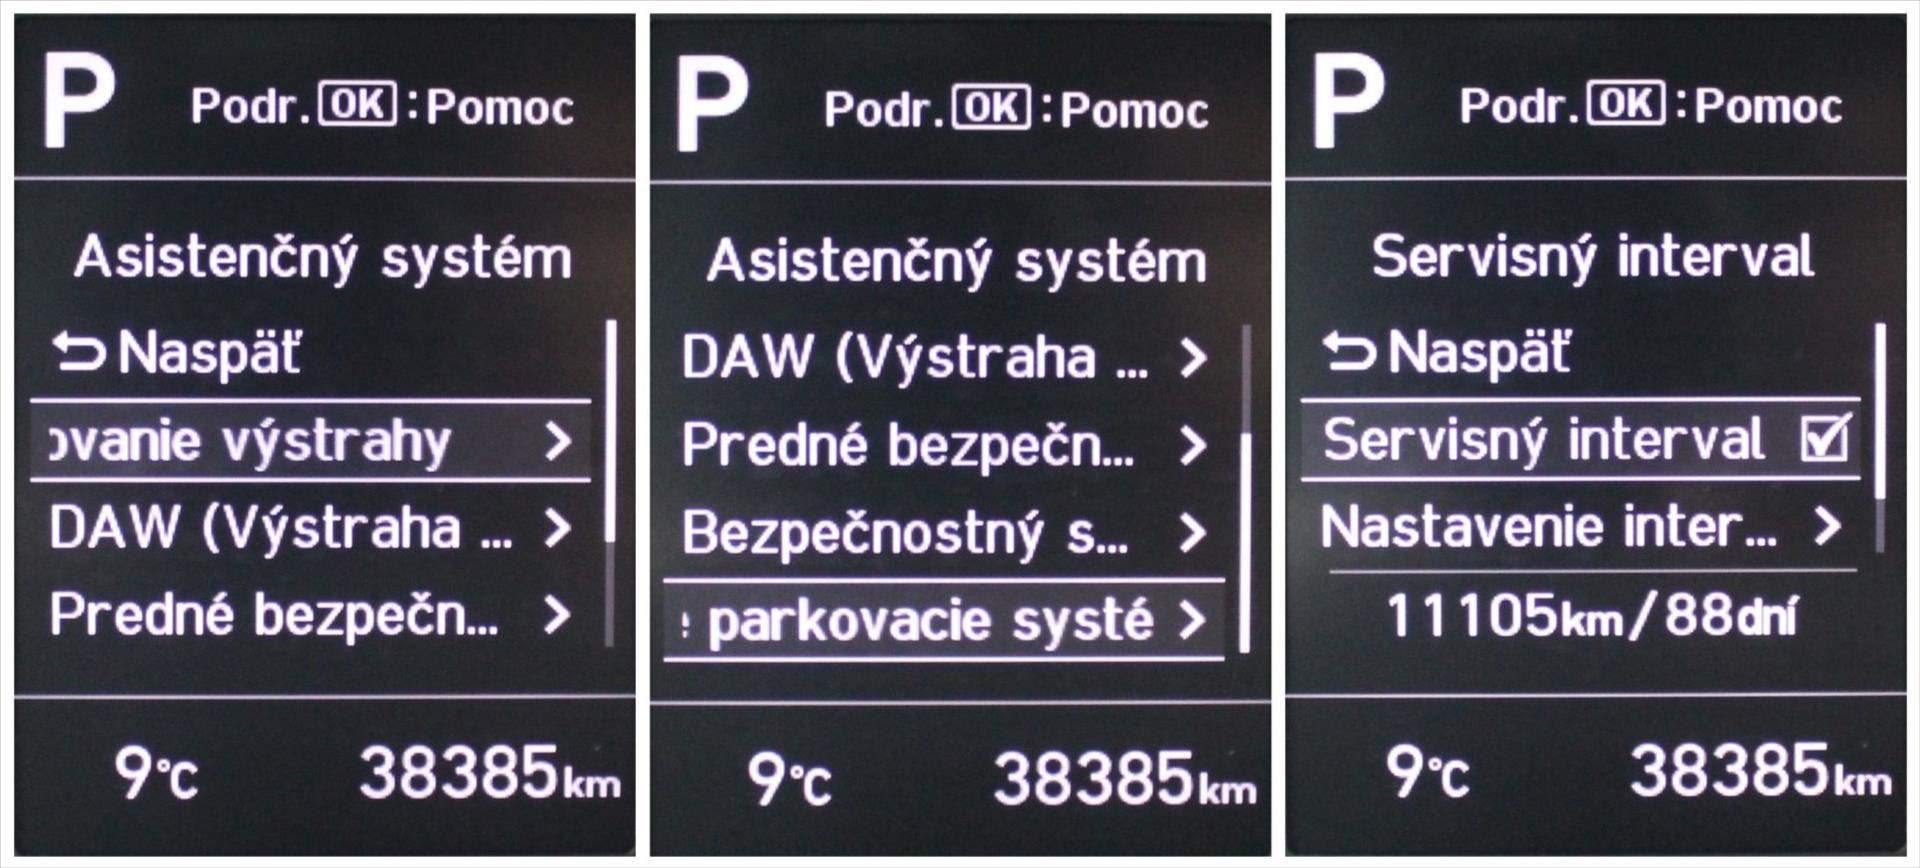 P
Podr. OK : Pomoc
Asistenčný systém
Naspäť
ovanie výstrahy
DAW (Výstraha ...
Predné bezpečn...
9°C 38385km
P
Podr. OK : Pomoc
Asistenčný systém
DAW (Výstraha ...
Predné bezpečn...
Bezpečnostný s...
parkovacie systé
9°C 38385km
P
Podr. OK : Pomoc
Servisný interval
Naspäť
Servisný interval
Nastavenie inter...
11105km/88dní
9°C 38385km